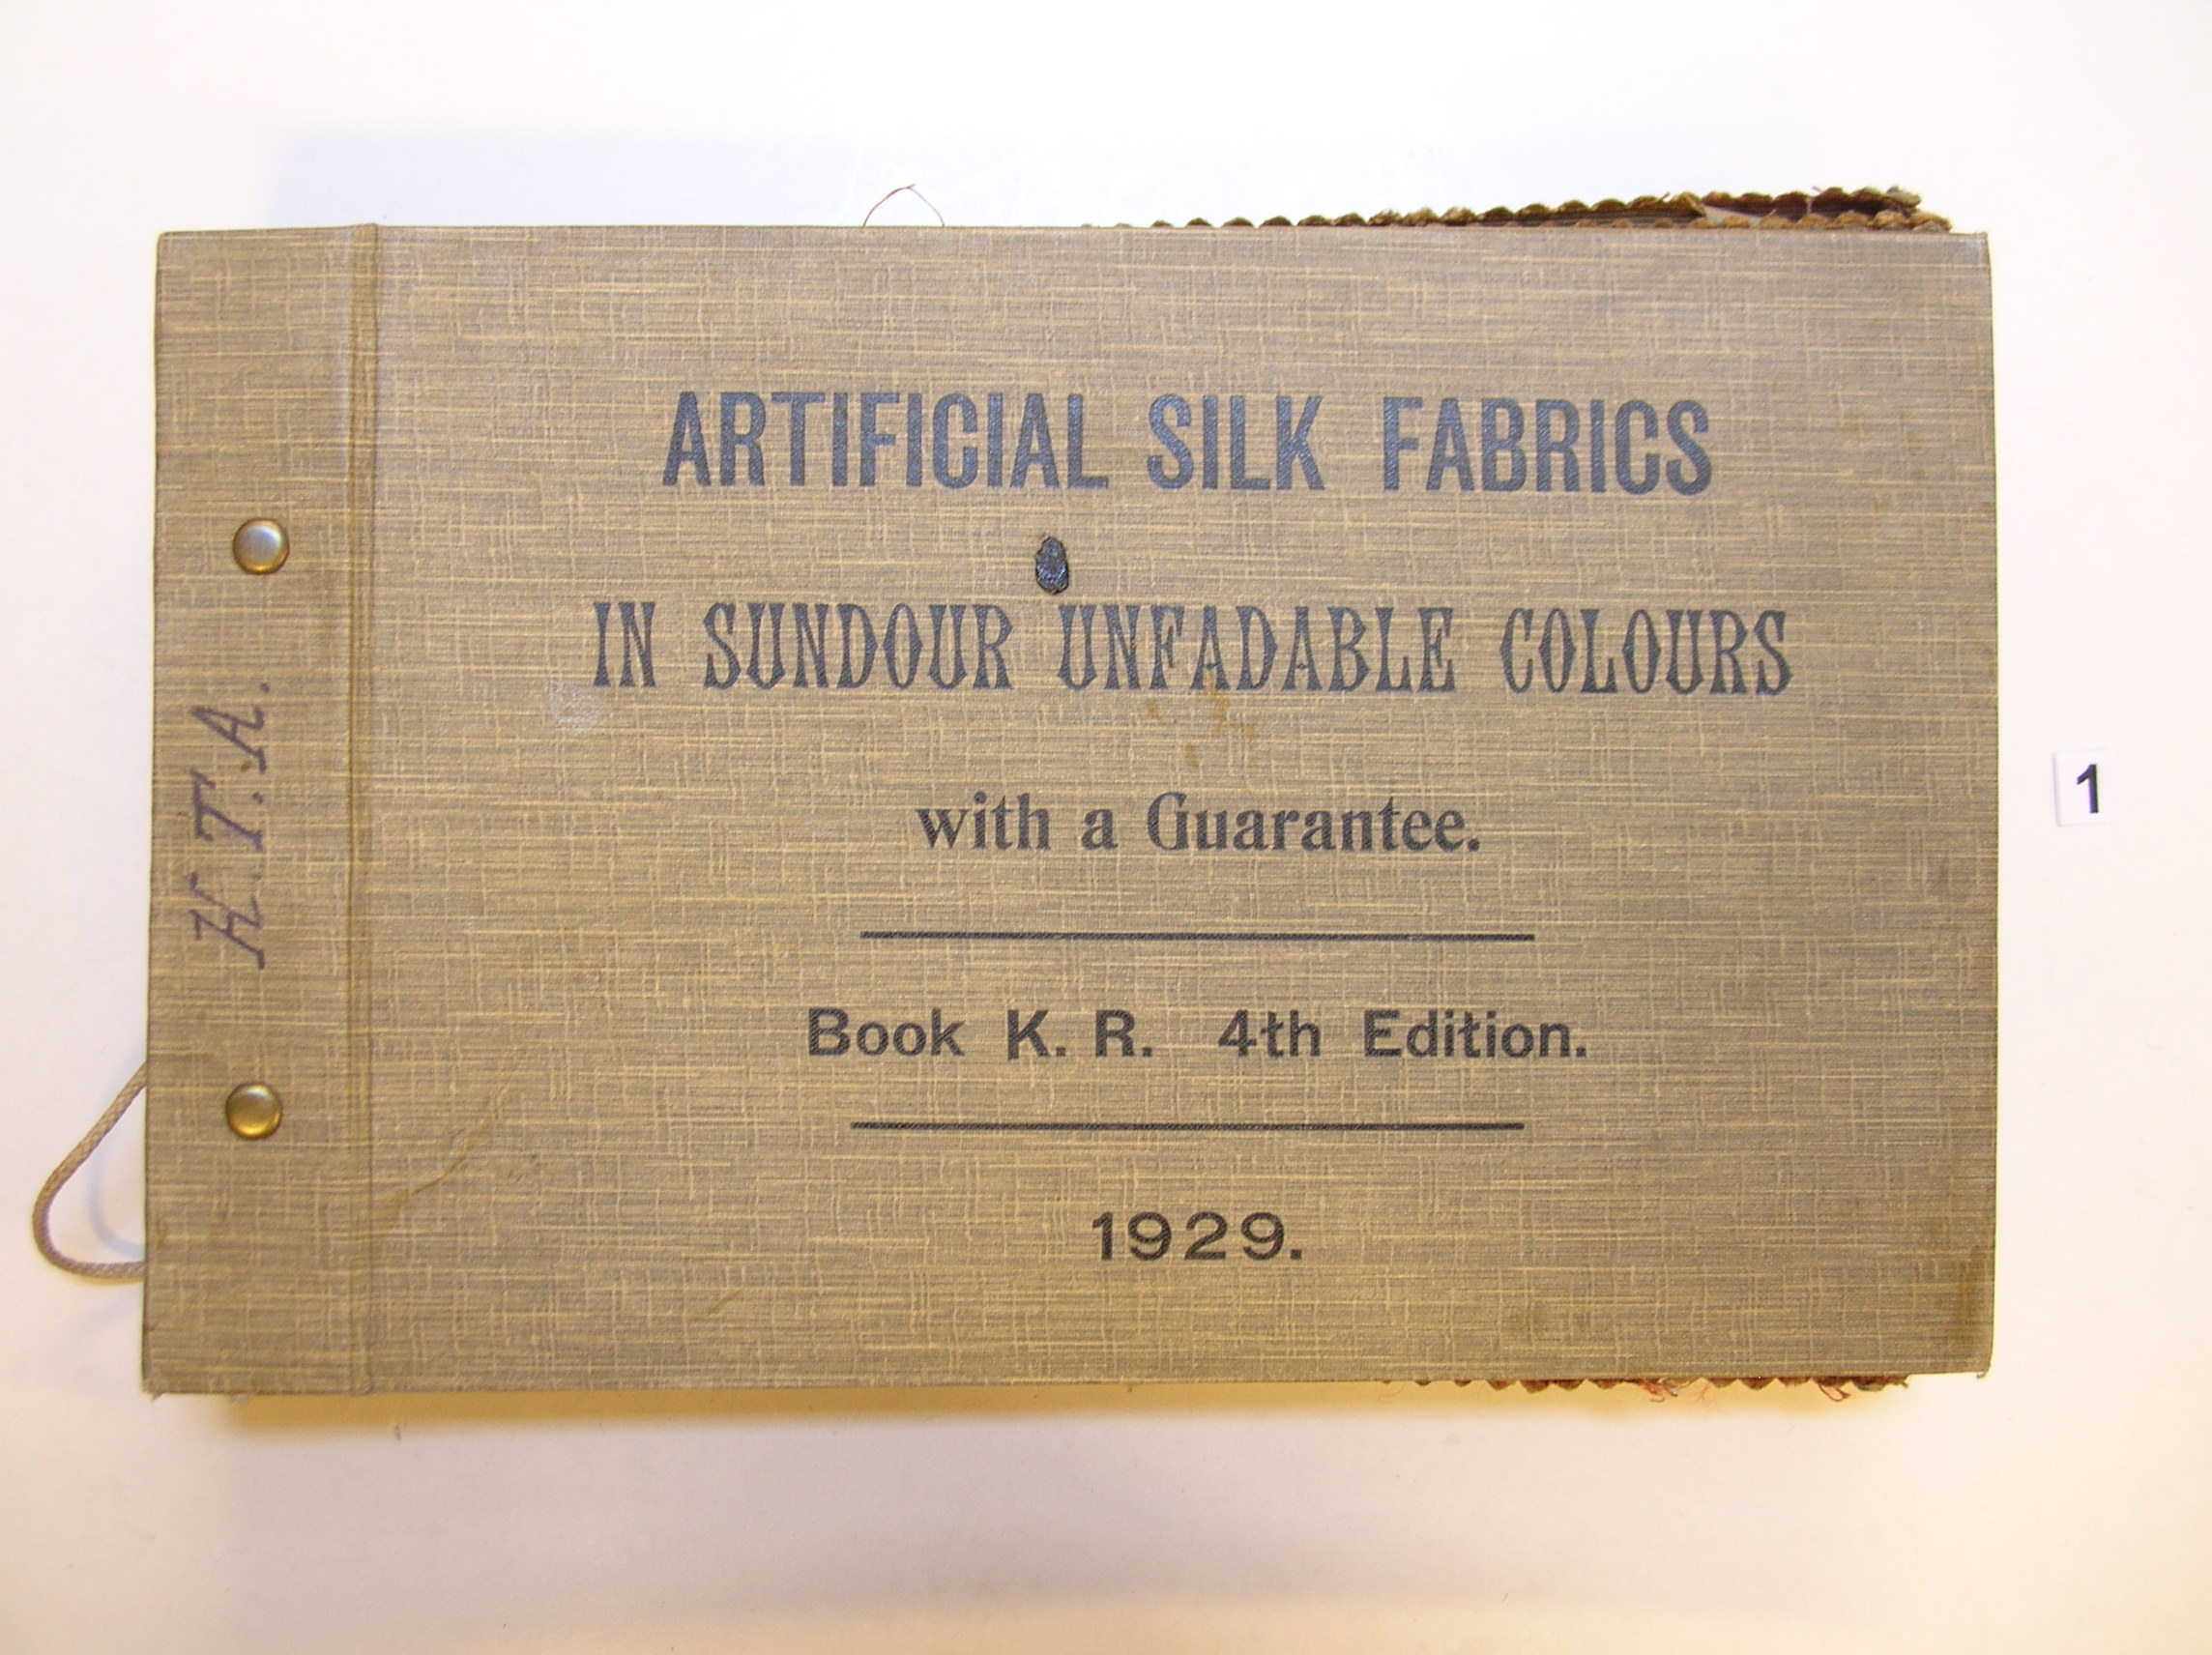 ARTIFICIAL SILK FABRICS
IN SUNDOUR UNFADABLE COLOURS
with a Guarantee.
Book K. R. 4th Edition.
1929.
H.T.A.
1